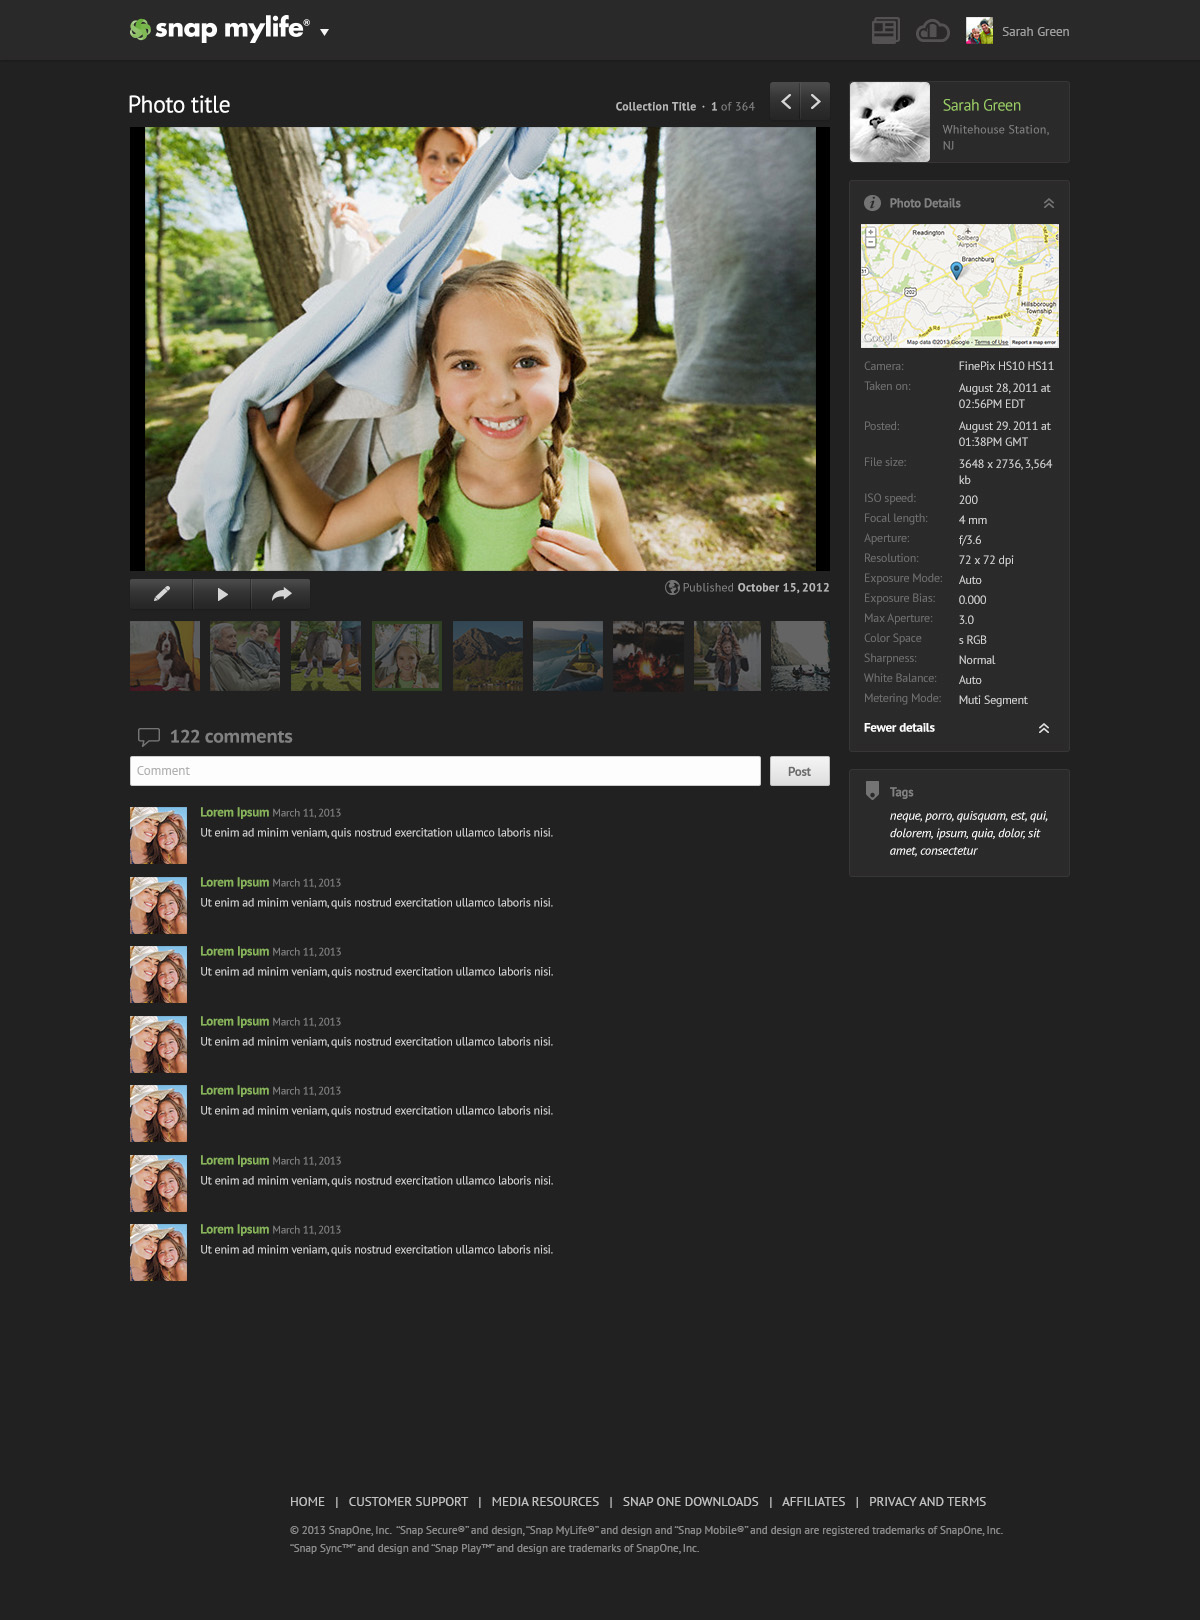 snap mylife®
Sarah Green
Photo title
Collection Title · 1 of 364
Sarah Green
Whitehouse Station,
NJ
Photo Details
Readington
Solberg
Airport
Branchburg
202
Hillsborough
Township
Amwell Rd
Amwell Rd
Google
Map data ©2013 Google - Terms of Use Report a map error
Camera: FinePix HS10 HS11
Taken on: August 28, 2011 at
02:56PM EDT
Posted: August 29. 2011 at
01:38PM GMT
File size: 3648 x 2736, 3,564
kb
ISO speed: 200
Focal length: 4 mm
Aperture: f/3.6
Resolution: 72 x 72 dpi
Exposure Mode: Auto
Exposure Bias: 0.000
Max Aperture: 3.0
Color Space s RGB
Sharpness: Normal
White Balance: Auto
Metering Mode: Muti Segment
Fewer details
Tags
neque, porro, quisquam, est, qui,
dolorem, ipsum, quia, dolor, sit
amet, consectetur
Published October 15, 2012
122 comments
Comment
Post
Lorem Ipsum March 11, 2013
Ut enim ad minim veniam, quis nostrud exercitation ullamco laboris nisi.
Lorem Ipsum March 11, 2013
Ut enim ad minim veniam, quis nostrud exercitation ullamco laboris nisi.
Lorem Ipsum March 11, 2013
Ut enim ad minim veniam, quis nostrud exercitation ullamco laboris nisi.
Lorem Ipsum March 11, 2013
Ut enim ad minim veniam, quis nostrud exercitation ullamco laboris nisi.
Lorem Ipsum March 11, 2013
Ut enim ad minim veniam, quis nostrud exercitation ullamco laboris nisi.
Lorem Ipsum March 11, 2013
Ut enim ad minim veniam, quis nostrud exercitation ullamco laboris nisi.
Lorem Ipsum March 11, 2013
Ut enim ad minim veniam, quis nostrud exercitation ullamco laboris nisi.
HOME | CUSTOMER SUPPORT | MEDIA RESOURCES | SNAP ONE DOWNLOADS | AFFILIATES | PRIVACY AND TERMS
© 2013 SnapOne, Inc. “Snap Secure®” and design, “Snap MyLife®” and design and “Snap Mobile®” and design are registered trademarks of SnapOne, Inc.
“Snap Sync™” and design and “Snap Play™” and design are trademarks of SnapOne, Inc.